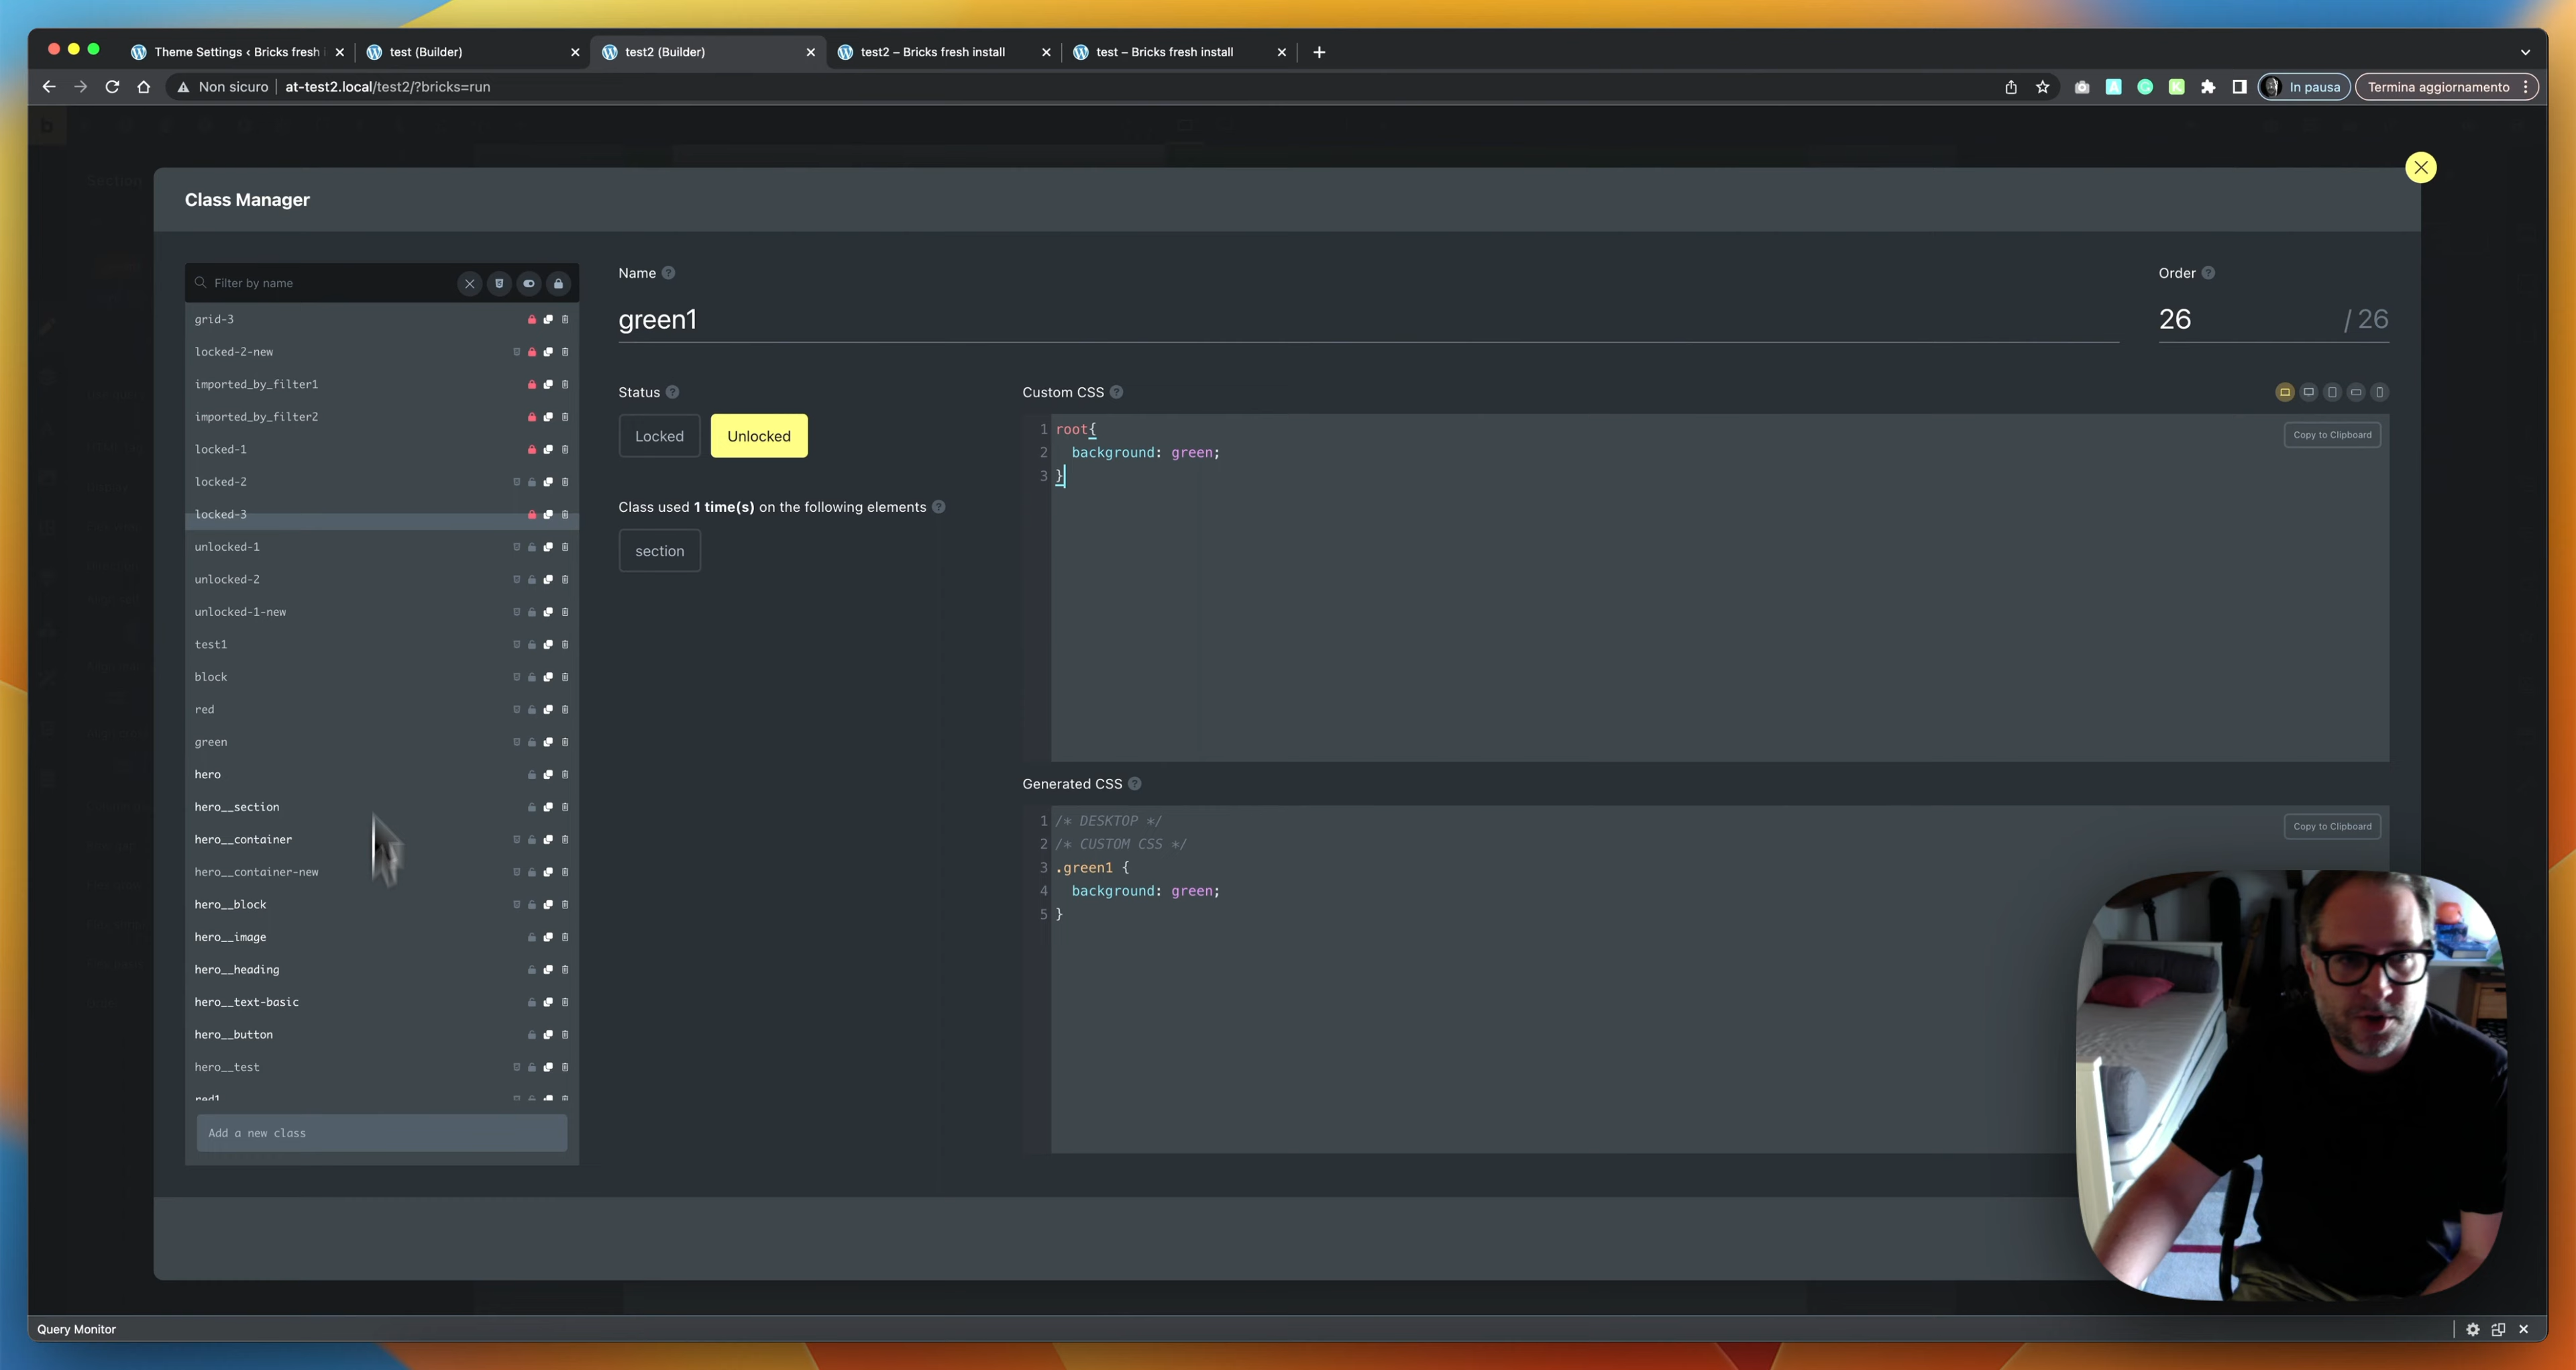 Theme Settings ‹ Bricks fresh i
test (Builder)
test2 (Builder)
test2 – Bricks fresh install
test – Bricks fresh install
Non sicuro
at-test2.local/test2/?bricks=run
In pausa
Termina aggiornamento
Class Manager
Filter by name
grid-3
locked-2-new
imported_by_filter1
imported_by_filter2
locked-1
locked-2
locked-3
unlocked-1
unlocked-2
unlocked-1-new
test1
block
red
green
hero
hero__section
hero__container
hero__container-new
hero__block
hero__image
hero__heading
hero__text-basic
hero__button
hero__test
red1
Add a new class
Name
green1
Order
26 / 26
Status
Locked
Unlocked
Class used 1 time(s) on the following elements
section
Custom CSS
Copy to Clipboard
1 root{
2 background: green;
3 }
Generated CSS
Copy to Clipboard
1 /* DESKTOP */
2 /* CUSTOM CSS */
3 .green1 {
4 background: green;
5 }
Query Monitor